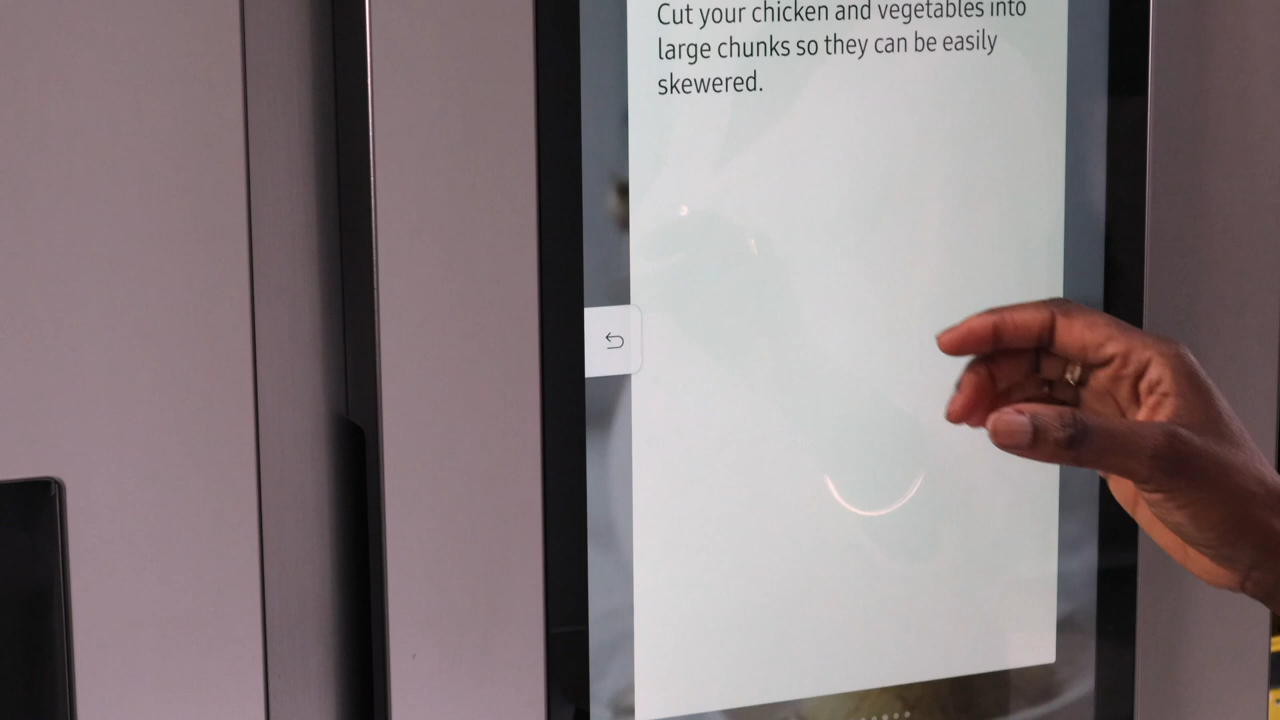 Cut your chicken and vegetables into
large chunks so they can be easily
skewered.